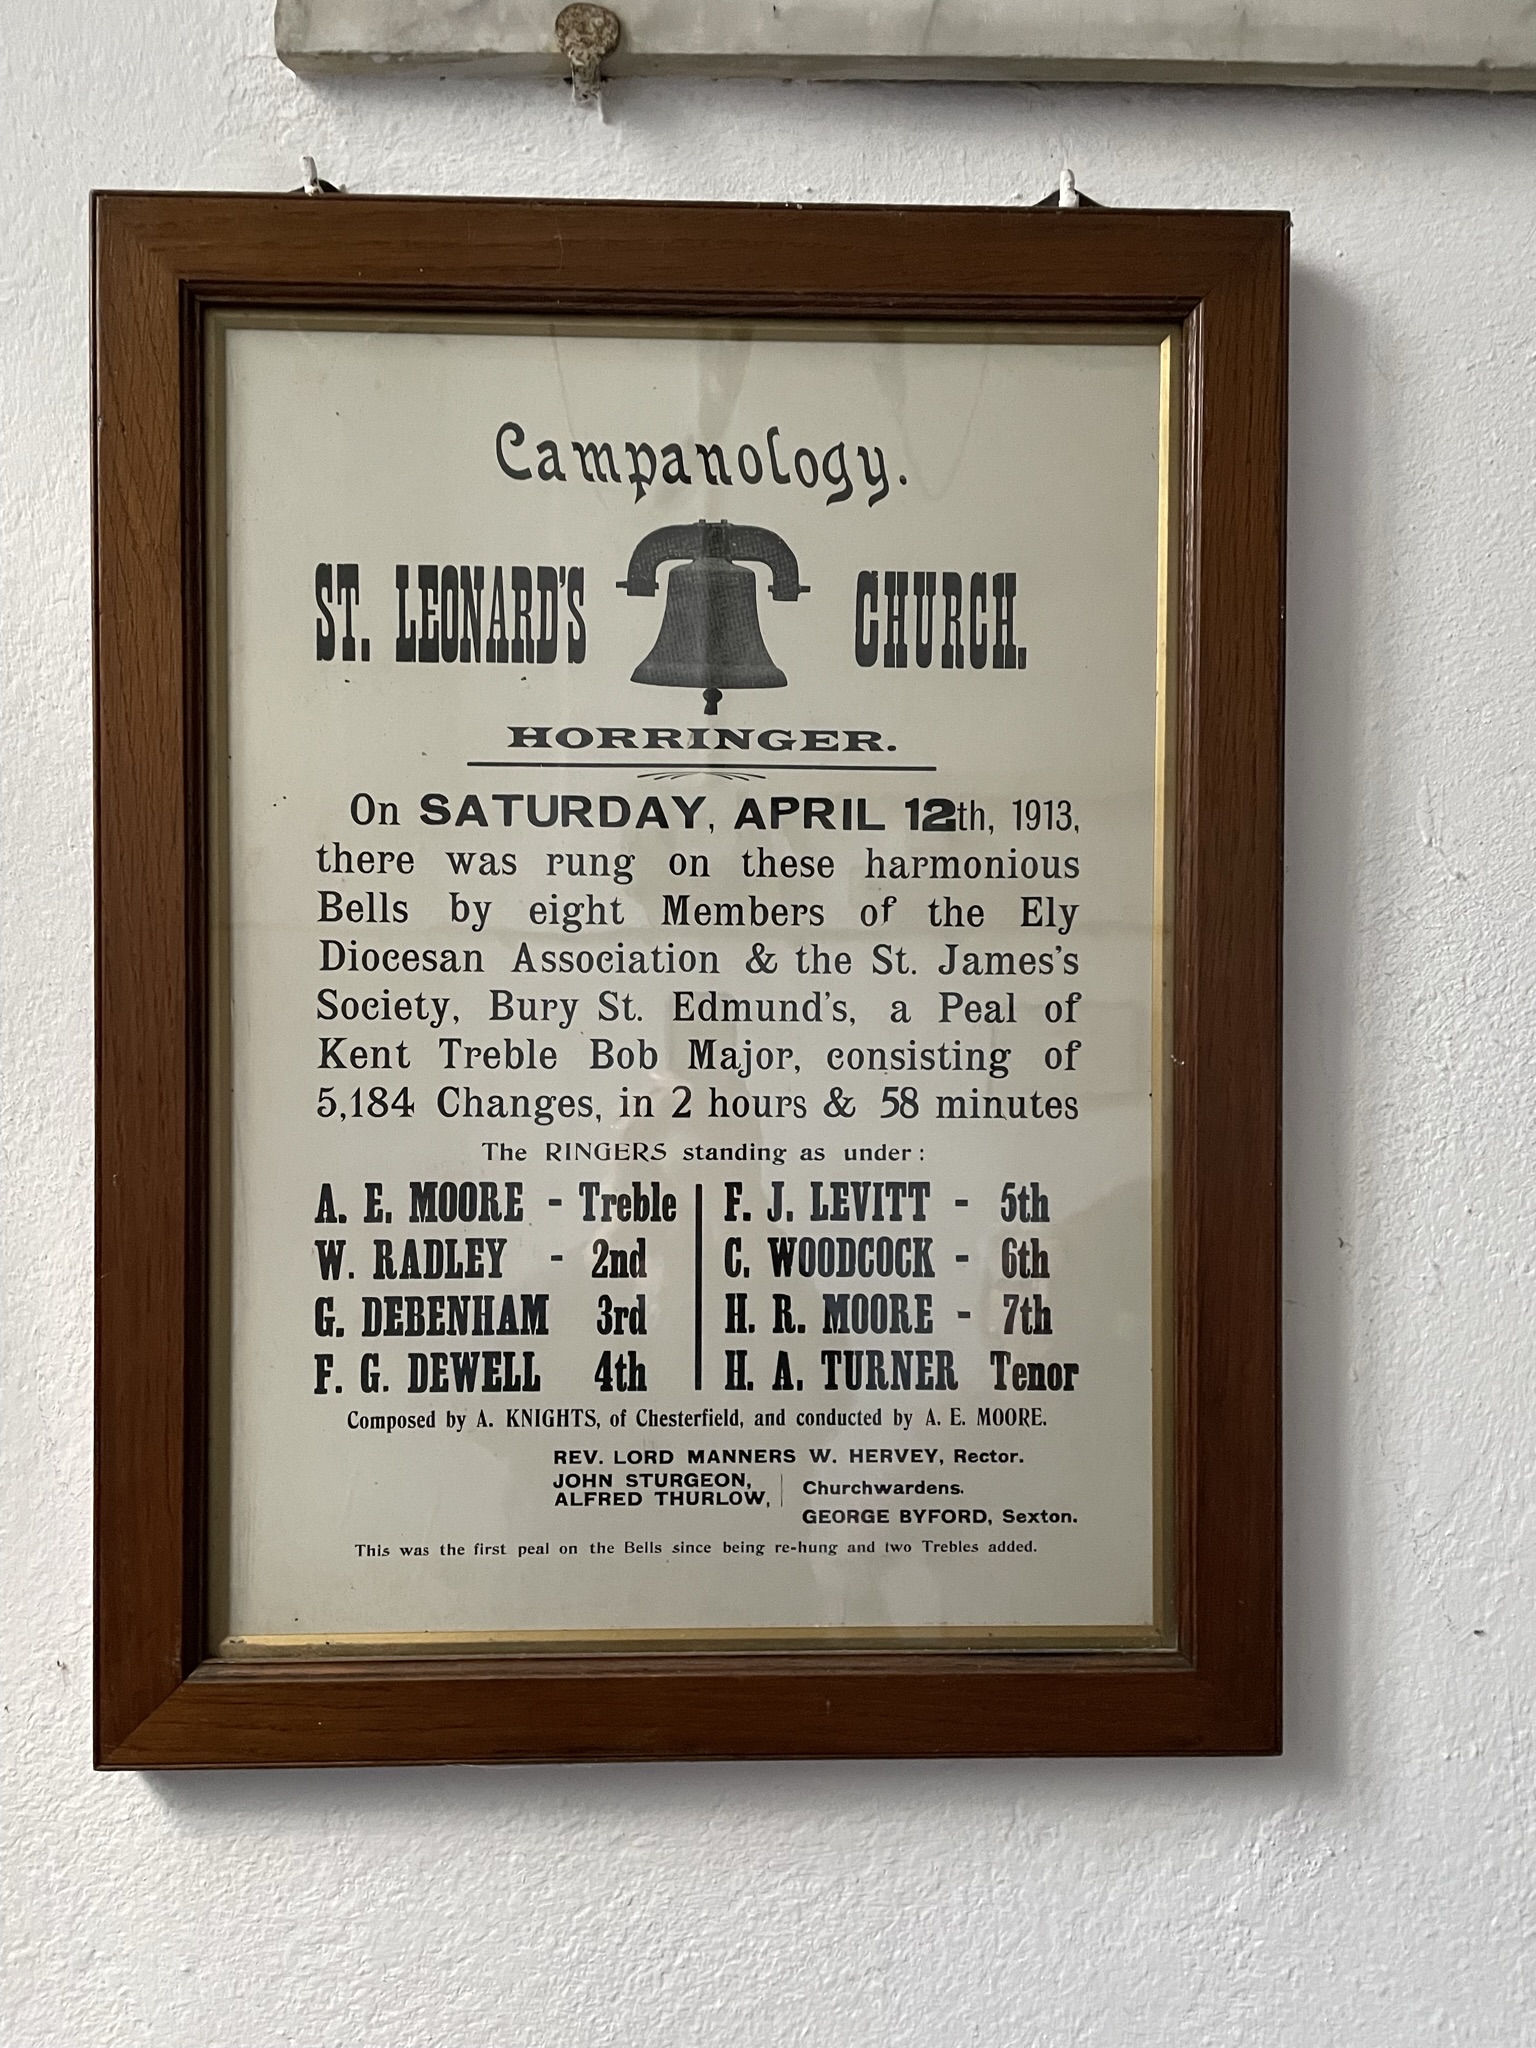 Campanology.
ST. LEONARD'S CHURCH.
HORRINGER.
On SATURDAY, APRIL 12th, 1913,
there was rung on these harmonious
Bells by eight Members of the Ely
Diocesan Association & the St. James's
Society, Bury St. Edmund's, a Peal of
Kent Treble Bob Major, consisting of
5,184 Changes, in 2 hours & 58 minutes
The RINGERS standing as under:
A. E. MOORE - Treble
W. RADLEY - 2nd
G. DEBENHAM 3rd
F. G. DEWELL 4th
F. J. LEVITT - 5th
C. WOODCOCK - 6th
H. R. MOORE - 7th
H. A. TURNER Tenor
Composed by A. KNIGHTS, of Chesterfield, and conducted by A. E. MOORE.
REV. LORD MANNERS W. HERVEY, Rector.
JOHN STURGEON,
ALFRED THURLOW,
Churchwardens.
GEORGE BYFORD, Sexton.
This was the first peal on the Bells since being re-hung and two Trebles added.